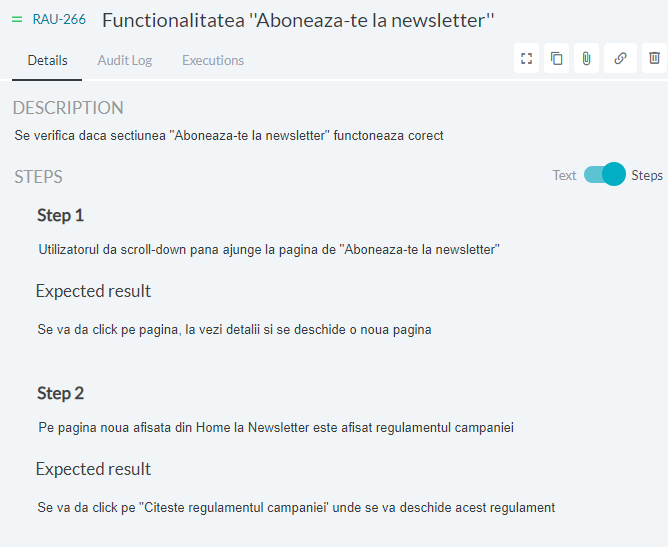 RAU-266 Functionalitatea ''Aboneaza-te la newsletter''
Details Audit Log Executions
DESCRIPTION
Se verifica daca sectiunea "Aboneaza-te la newsletter" functoneaza corect
STEPS Text Steps
Step 1
Utilizatorul da scroll-down pana ajunge la pagina de "Aboneaza-te la newsletter"
Expected result
Se va da click pe pagina, la vezi detalii si se deschide o noua pagina
Step 2
Pe pagina noua afisata din Home la Newsletter este afisat regulamentul campaniei
Expected result
Se va da click pe "Citeste regulamentul campaniei' unde se va deschide acest regulament